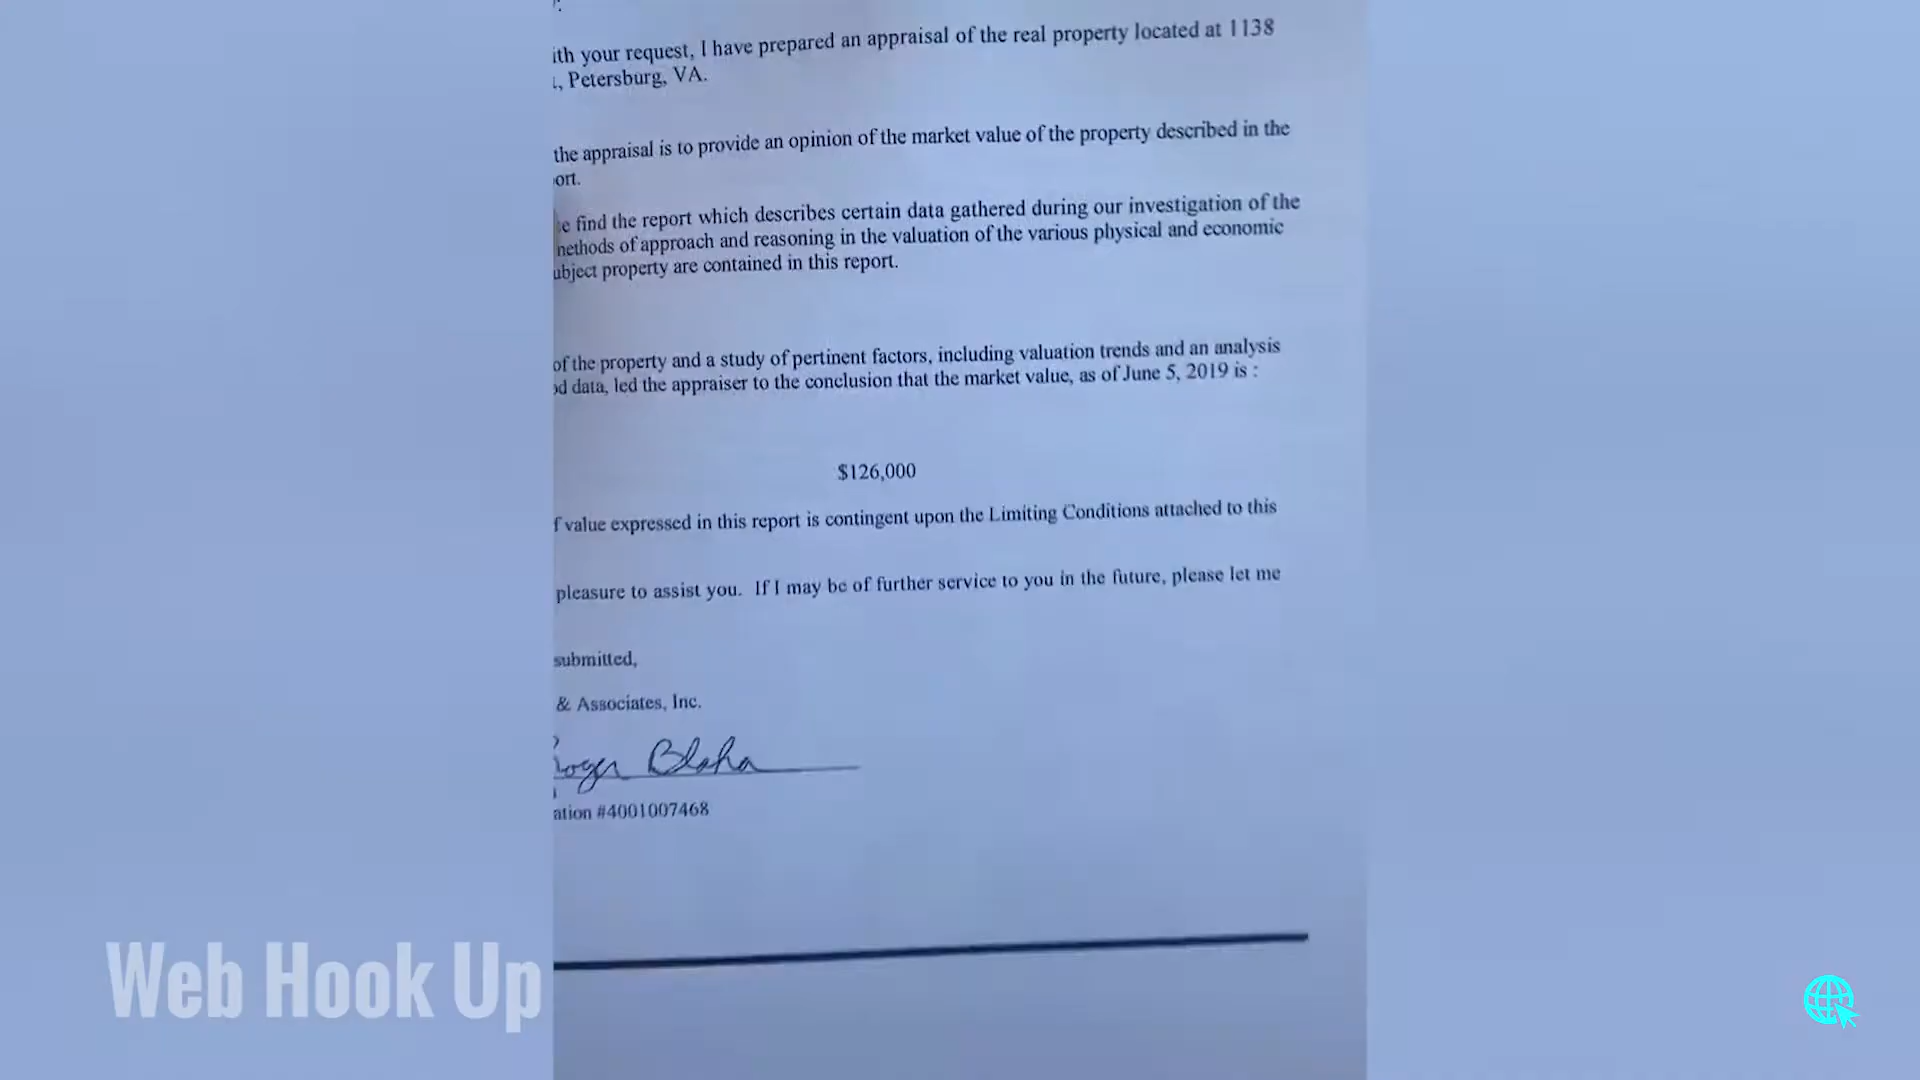 ith your request, I have prepared an appraisal of the real property located at 1138
., Petersburg, VA.
the appraisal is to provide an opinion of the market value of the property described in the
ort.
e find the report which describes certain data gathered during our investigation of the
nethods of approach and reasoning in the valuation of the various physical and economic
ubject property are contained in this report.
of the property and a study of pertinent factors, including valuation trends and an analysis
od data, led the appraiser to the conclusion that the market value, as of June 5, 2019 is :
$126,000
f value expressed in this report is contingent upon the Limiting Conditions attached to this
pleasure to assist you. If I may be of further service to you in the future, please let me
submitted,
& Associates, Inc.
Roger Blaha
ation #4001007468
Web Hook Up